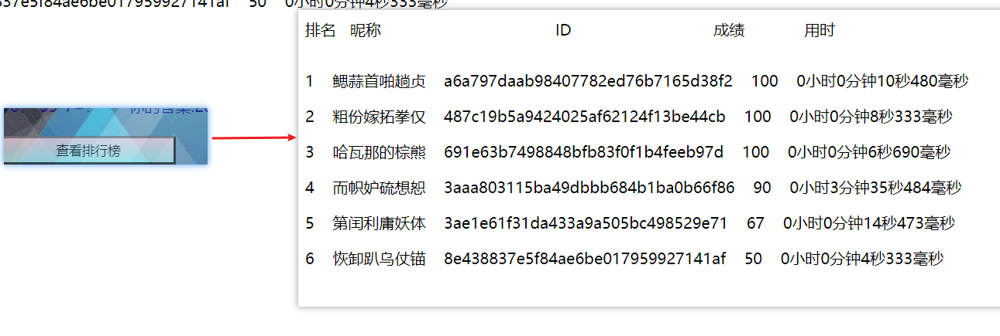 837e5f84ae6be017959927141af 50 0小时0分钟4秒333毫秒
排名 昵称 ID 成绩 用时
1 鳃蒜首啪趟贞 a6a797daab98407782ed76b7165d38f2 100 0小时0分钟10秒480毫秒
2 粗份嫁拓拳仅 487c19b5a9424025af62124f13be44cb 100 0小时0分钟8秒333毫秒
3 哈瓦那的棕熊 691e63b7498848bfb83f0f1b4feeb97d 100 0小时0分钟6秒690毫秒
4 而帜妒硫想恕 3aaa803115ba49dbbb684b1ba0b66f86 90 0小时3分钟35秒484毫秒
5 第闰利庸妖体 3ae1e61f31da433a9a505bc498529e71 67 0小时0分钟14秒473毫秒
6 恢卸趴乌仗锚 8e438837e5f84ae6be017959927141af 50 0小时0分钟4秒333毫秒
你的答案:
查看排行榜